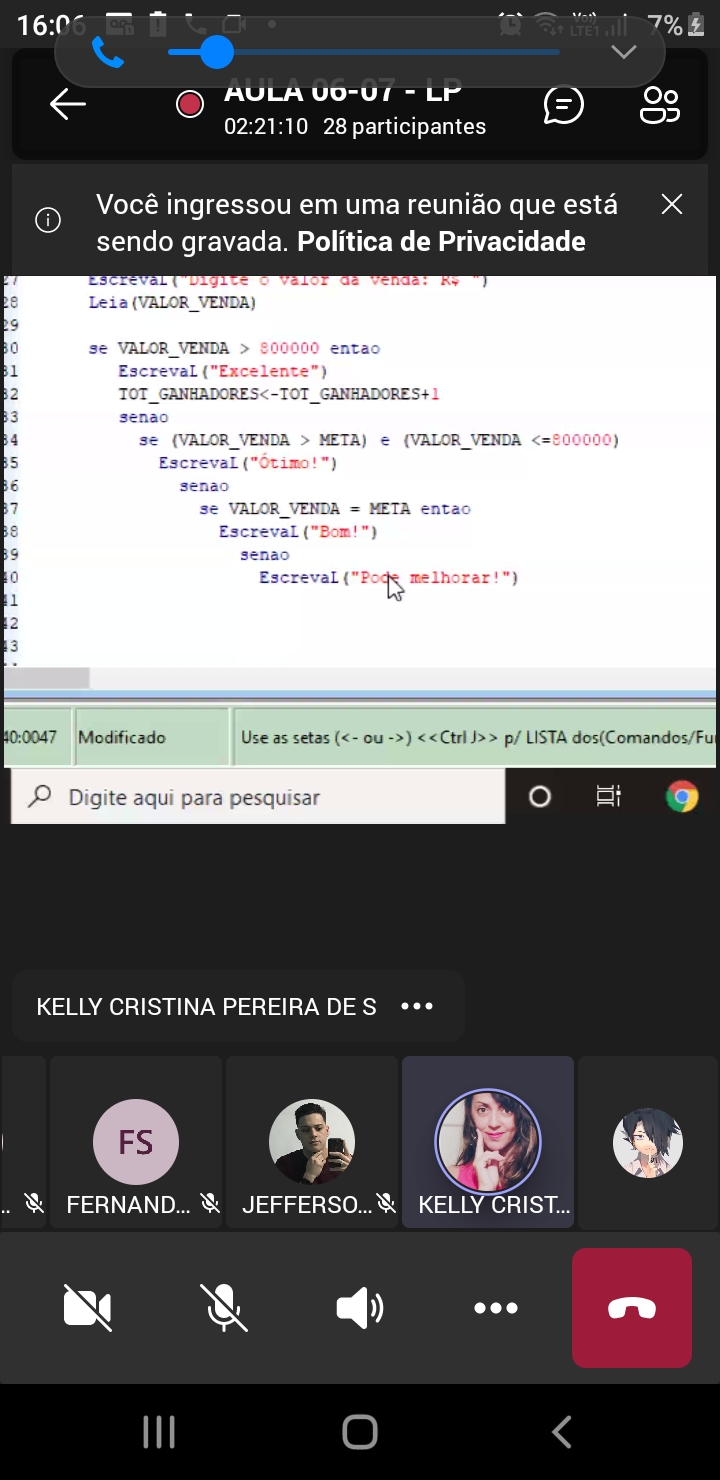 16:06
Vo))
LTE1
7%
AULA 06-07 - LP
02:21:10 28 participantes
Você ingressou em uma reunião que está
sendo gravada. Política de Privacidade
27 EscrevaL("Digite o valor da venda: R$ ")
28 Leia(VALOR_VENDA)
29
30 se VALOR_VENDA > 800000 entao
31 EscrevaL("Excelente")
32 TOT_GANHADORES<-TOT_GANHADORES+1
33 senao
34 se (VALOR_VENDA > META) e (VALOR_VENDA <=800000)
35 EscrevaL("Ótimo!")
36 senao
37 se VALOR_VENDA = META entao
38 EscrevaL("Bom!")
39 senao
40 EscrevaL("Pode melhorar!")
41
42
43
40:0047 Modificado Use as setas (<- ou ->) <<Ctrl J>> p/ LISTA dos(Comandos/Fu
Digite aqui para pesquisar
KELLY CRISTINA PEREIRA DE S
FS
FERNAND... JEFFERSO... KELLY CRIST...